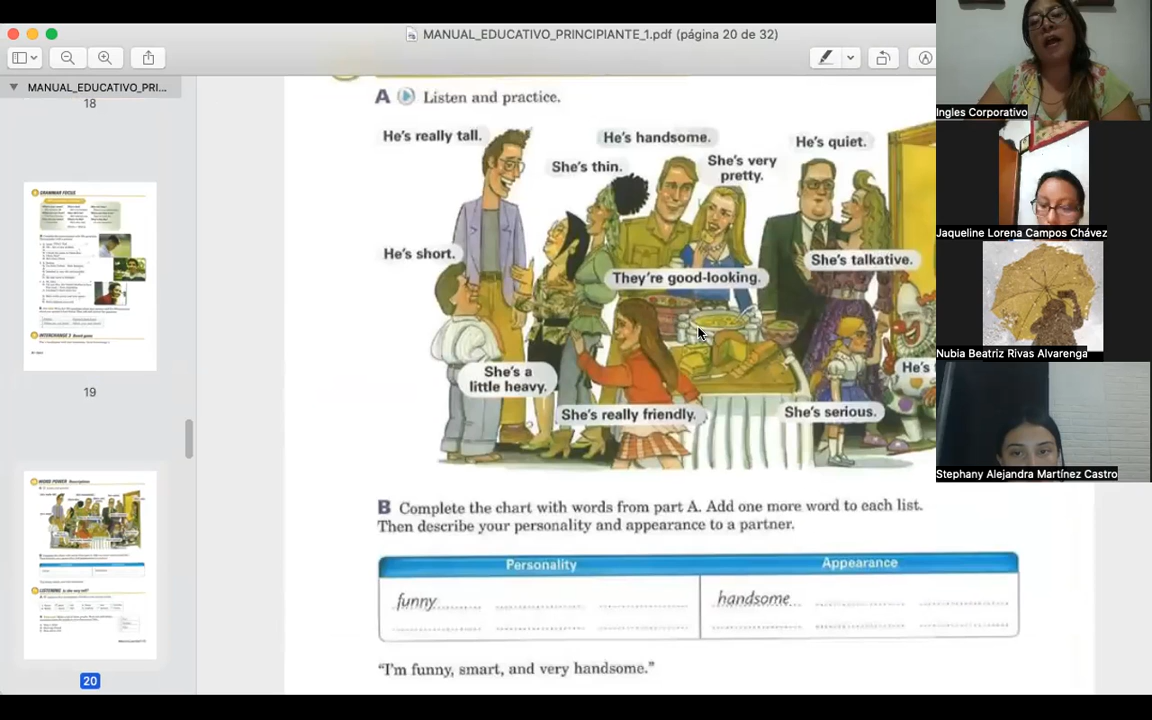 MANUAL_EDUCATIVO_PRINCIPIANTE_1.pdf (página 20 de 32)
MANUAL_EDUCATIVO_PRI...
18
19
20
A Listen and practice.
He's really tall.
He's handsome.
He's quiet.
She's thin.
She's very
pretty.
He's short.
She's talkative.
They're good-looking.
She's a
little heavy.
He's
She's really friendly.
She's serious.
B Complete the chart with words from part A. Add one more word to each list.
Then describe your personality and appearance to a partner.
Personality Appearance
funny handsome
"I'm funny, smart, and very handsome."
Ingles Corporativo
Jaqueline Lorena Campos Chávez
Nubia Beatriz Rivas Alvarenga
Stephany Alejandra Martínez Castro